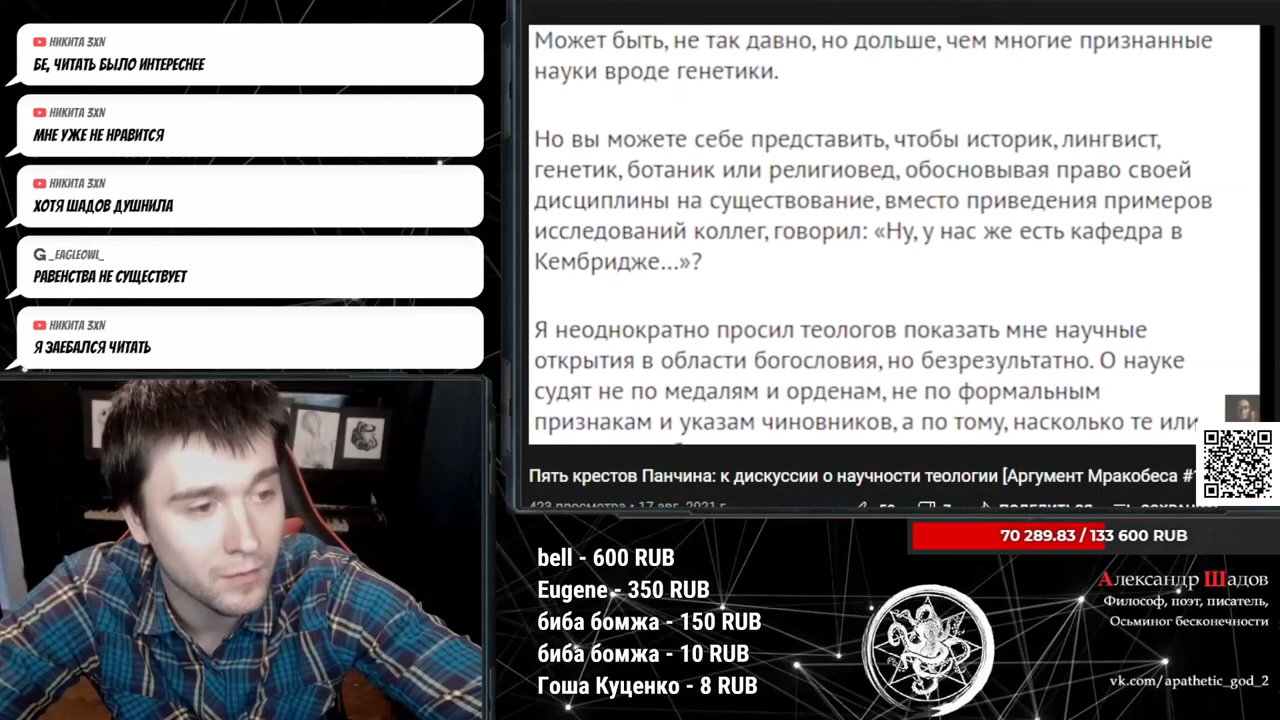 НИКИТА ЗХN
БЕ, ЧИТАТЬ БЫЛО ИНТЕРЕСНЕЕ
НИКИТА ЗХN
МНЕ УЖЕ НЕ НРАВИТСЯ
НИКИТА ЗХN
ХОТЯ ШАДОВ ДУШНИЛА
G _EAGLEOWL_
РАВЕНСТВА НЕ СУЩЕСТВУЕТ
НИКИТА ЗХN
Я ЗАЕБАЛСЯ ЧИТАТЬ
Может быть, не так давно, но дольше, чем многие признанные
науки вроде генетики.
Но вы можете себе представить, чтобы историк, лингвист,
генетик, ботаник или религиовед, обосновывая право своей
дисциплины на существование, вместо приведения примеров
исследований коллег, говорил: «Ну, у нас же есть кафедра в
Кембридже...»?
Я неоднократно просил теологов показать мне научные
открытия в области богословия, но безрезультатно. О науке
судят не по медалям и орденам, не по формальным
признакам и указам чиновников, а по тому, насколько те или
Пять крестов Панчина: к дискуссии о научности теологии [Аргумент Мракобеса #
423 просмотра • 17 авг. 2021 г.
70 289.83 / 133 600 RUB
bell - 600 RUB
Eugene - 350 RUB
биба бомжа - 150 RUB
биба бомжа - 10 RUB
Гоша Куценко - 8 RUB
Александр Шадов
Философ, поэт, писатель,
Осьминог бесконечности
vk.com/apathetic_god_2